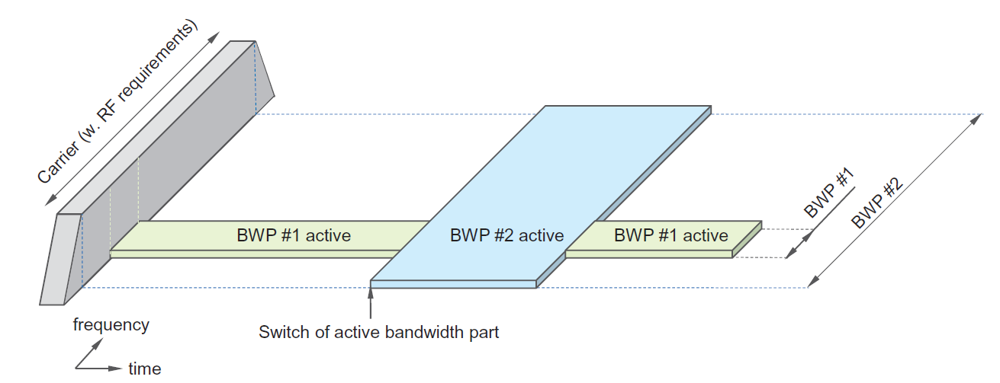 Carrier (w. RF requirements)
BWP #1 active
BWP #2 active
BWP #1 active
BWP #1
BWP #2
Switch of active bandwidth part
frequency
time